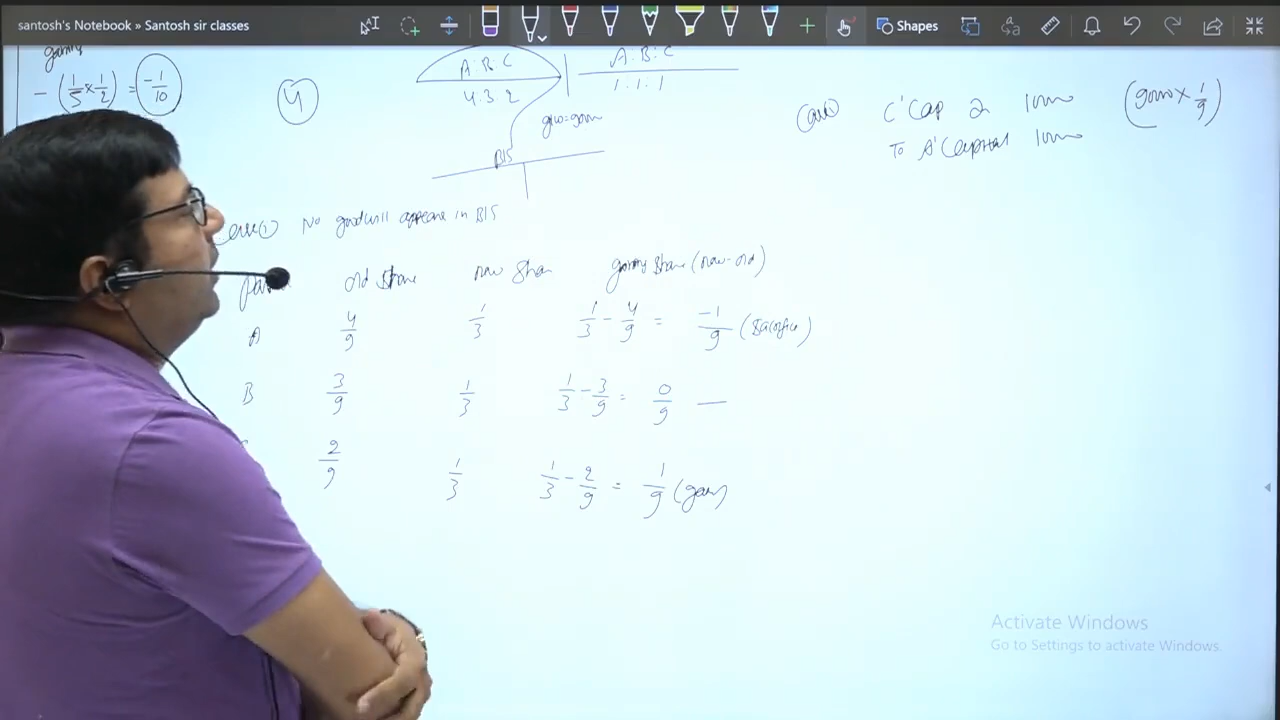 santosh's Notebook » Santosh sir classes
Shapes
− (1/5 × 1/2) = −1/10
4
A:B:C
4:3:2
A:B:C
1:1:1
B/S
C'Cap
To A'Capital
(1/9)
No goodwill appears in B/S
old share new share (new-old)
A 4/9 1/3 1/3 − 4/9 = −1/9 (Sacrifice)
B 3/9 1/3 1/3 − 3/9 = 0/9 —
2/9 1/3 1/3 − 2/9 = 1/9 (gain)
Activate Windows
Go to Settings to activate Windows.